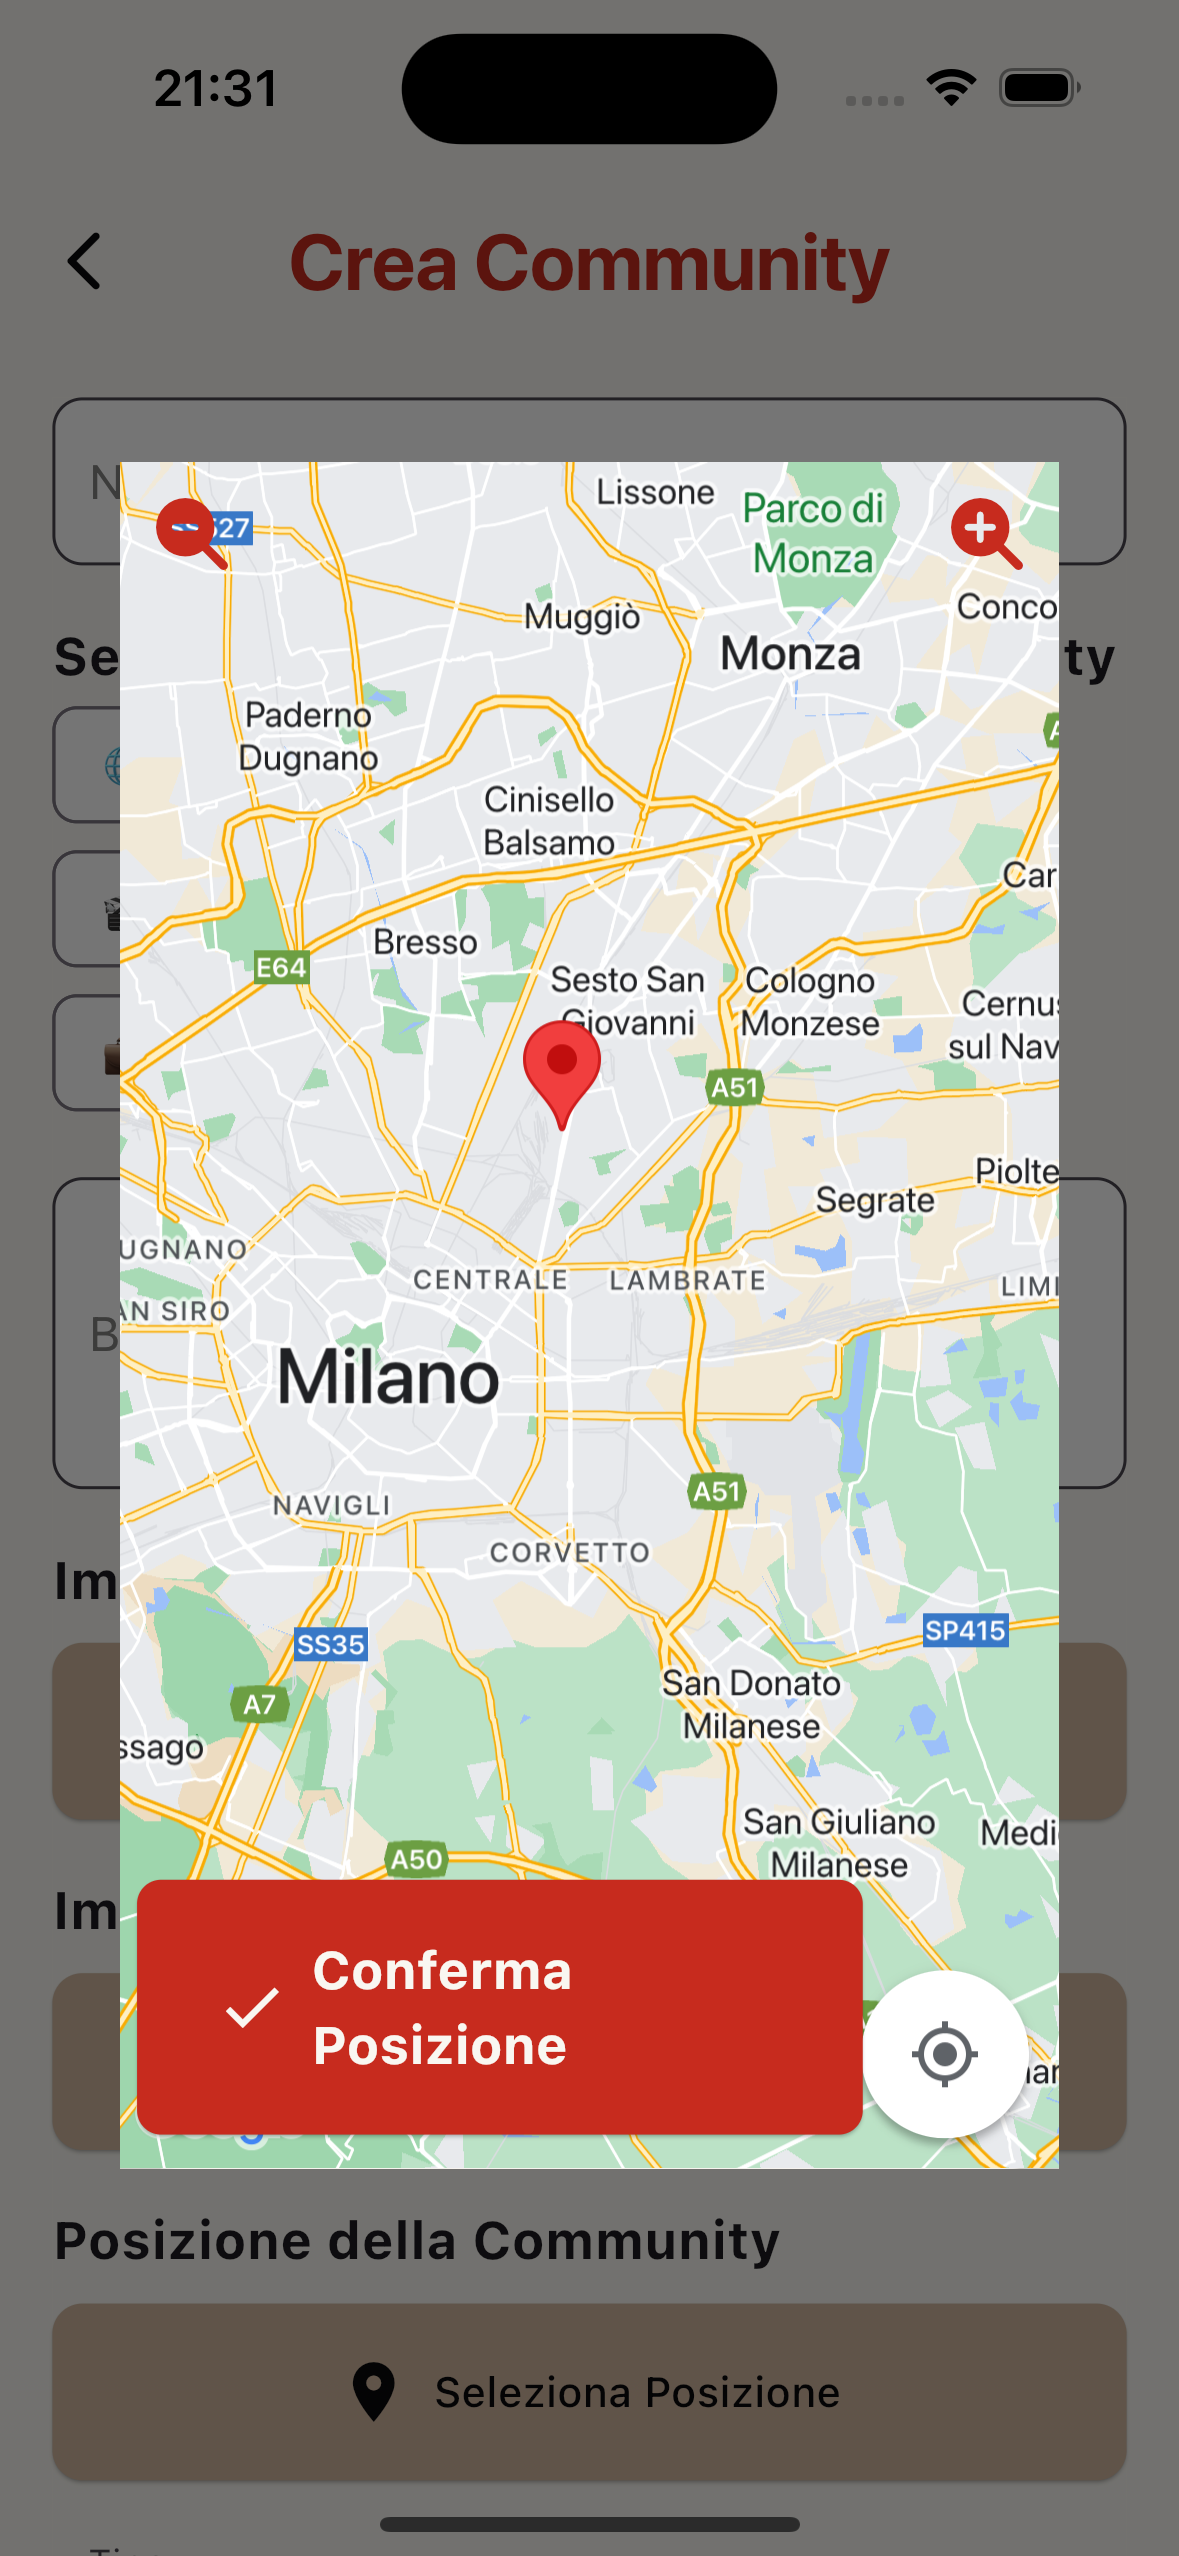 21:31
Crea Community
N
Lissone
Parco di
Monza
Conco
Muggiò
Monza
Se
ty
Paderno
Dugnano
Cinisello
Balsamo
Car
Bresso
E64
Sesto San
Giovanni
Cologno
Monzese
Cernus
sul Nav
A51
Piolte
Segrate
UGNANO
CENTRALE
LAMBRATE
LIMI
AN SIRO
B
Milano
A51
NAVIGLI
CORVETTO
Im
SP415
SS35
San Donato
Milanese
A7
ssago
San Giuliano
Milanese
Medi
A50
Im
Conferma
Posizione
Posizione della Community
Seleziona Posizione